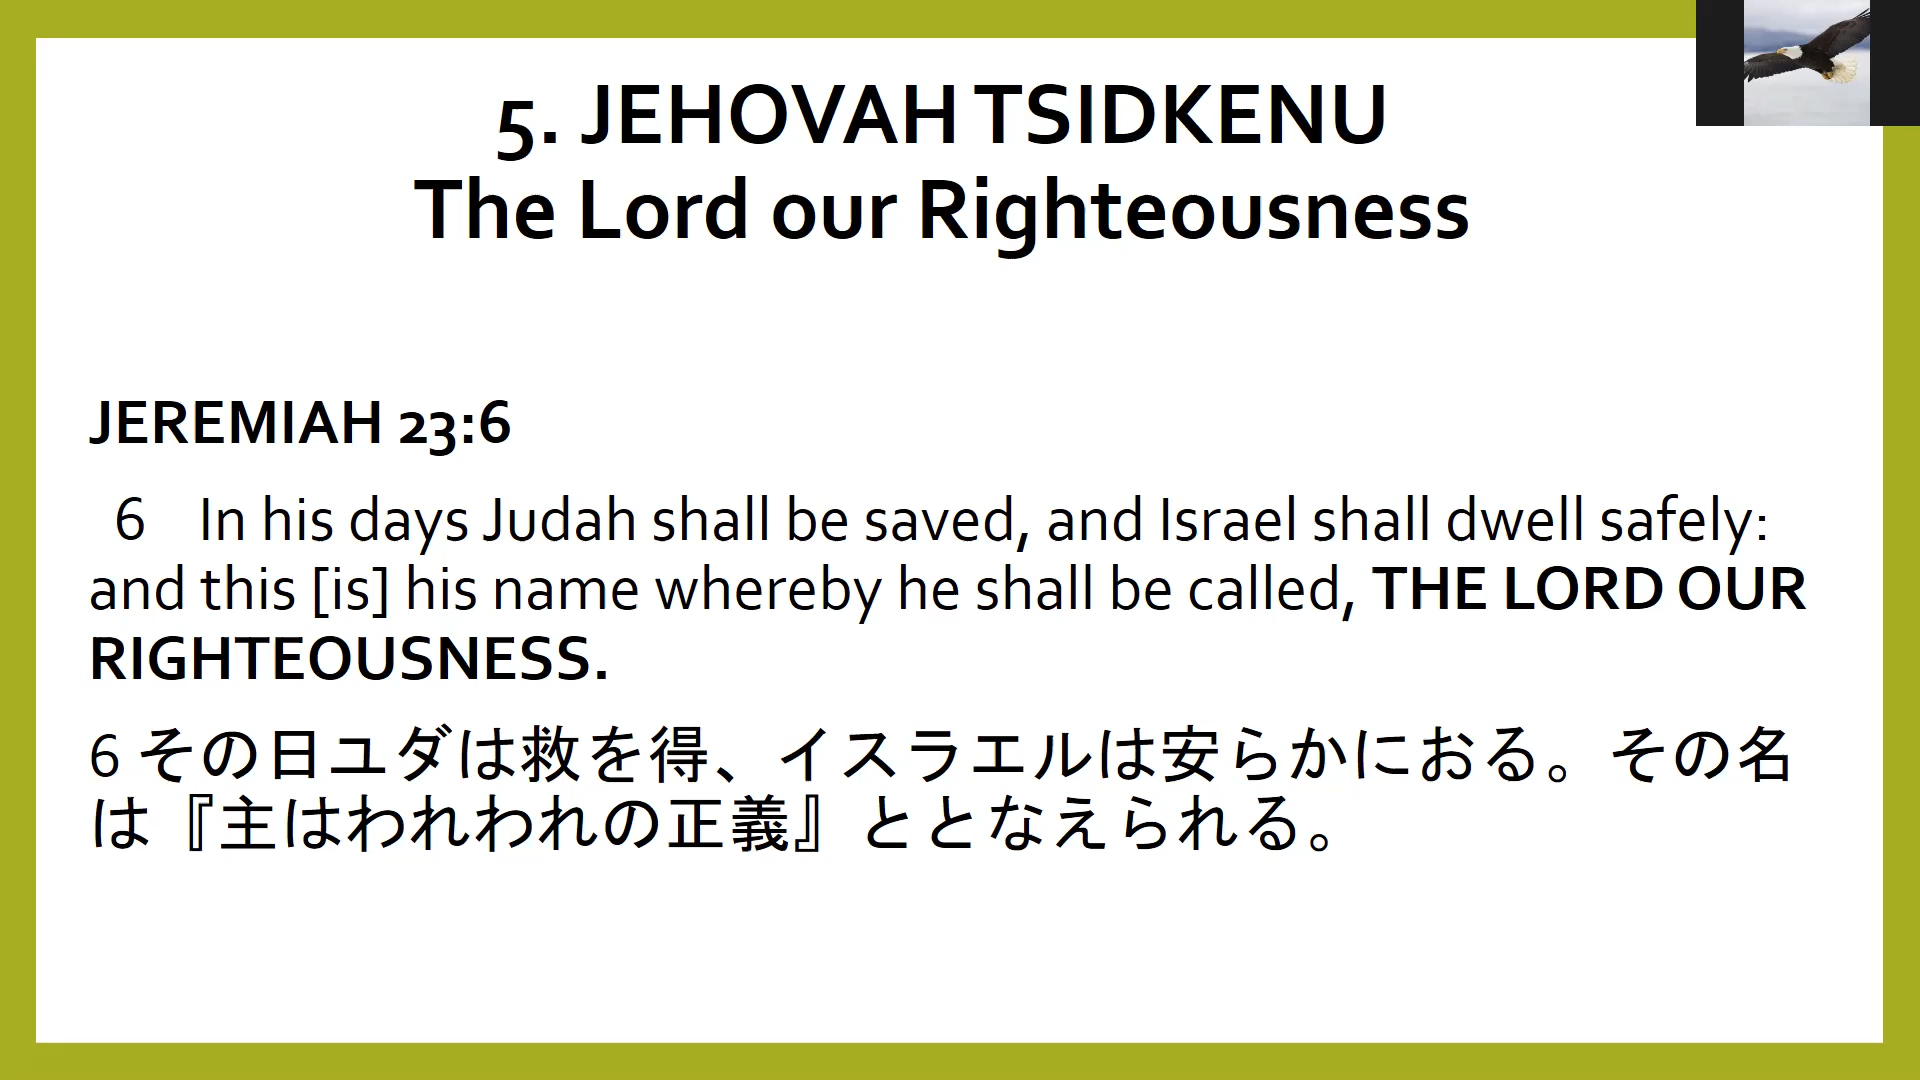 5. JEHOVAH TSIDKENU
The Lord our Righteousness
JEREMIAH 23:6
6 In his days Judah shall be saved, and Israel shall dwell safely:
and this [is] his name whereby he shall be called, THE LORD OUR
RIGHTEOUSNESS.
6 その日ユダは救を得、イスラエルは安らかにおる。その名
は『主はわれわれの正義』ととなえられる。